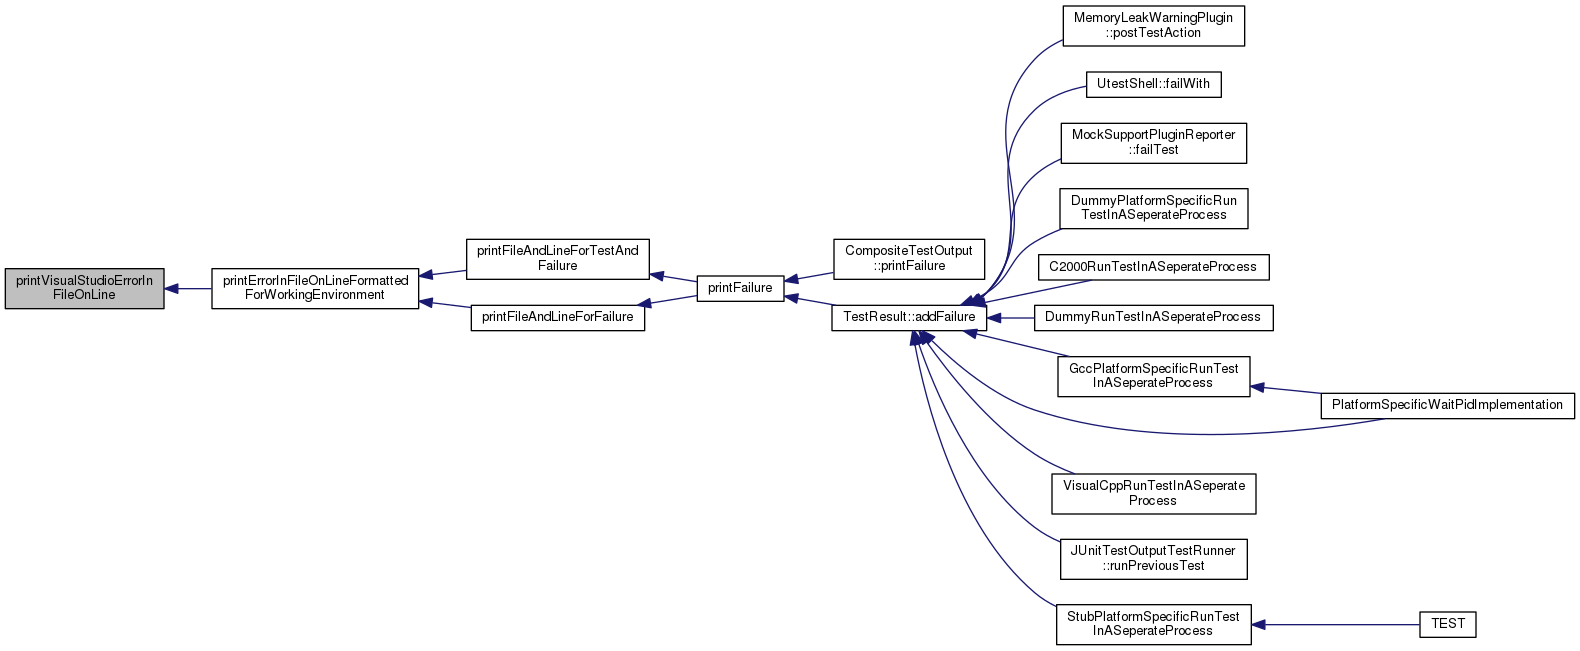 printVisualStudioErrorIn
FileOnLine
printErrorInFileOnLineFormatted
ForWorkingEnvironment
printFileAndLineForTestAnd
Failure
printFileAndLineForFailure
printFailure
CompositeTestOutput
::printFailure
TestResult::addFailure
MemoryLeakWarningPlugin
::postTestAction
UtestShell::failWith
MockSupportPluginReporter
::failTest
DummyPlatformSpecificRun
TestInASeperateProcess
C2000RunTestInASeperateProcess
DummyRunTestInASeperateProcess
GccPlatformSpecificRunTest
InASeperateProcess
PlatformSpecificWaitPidImplementation
VisualCppRunTestInASeperate
Process
JUnitTestOutputTestRunner
::runPreviousTest
StubPlatformSpecificRunTest
InASeperateProcess
TEST